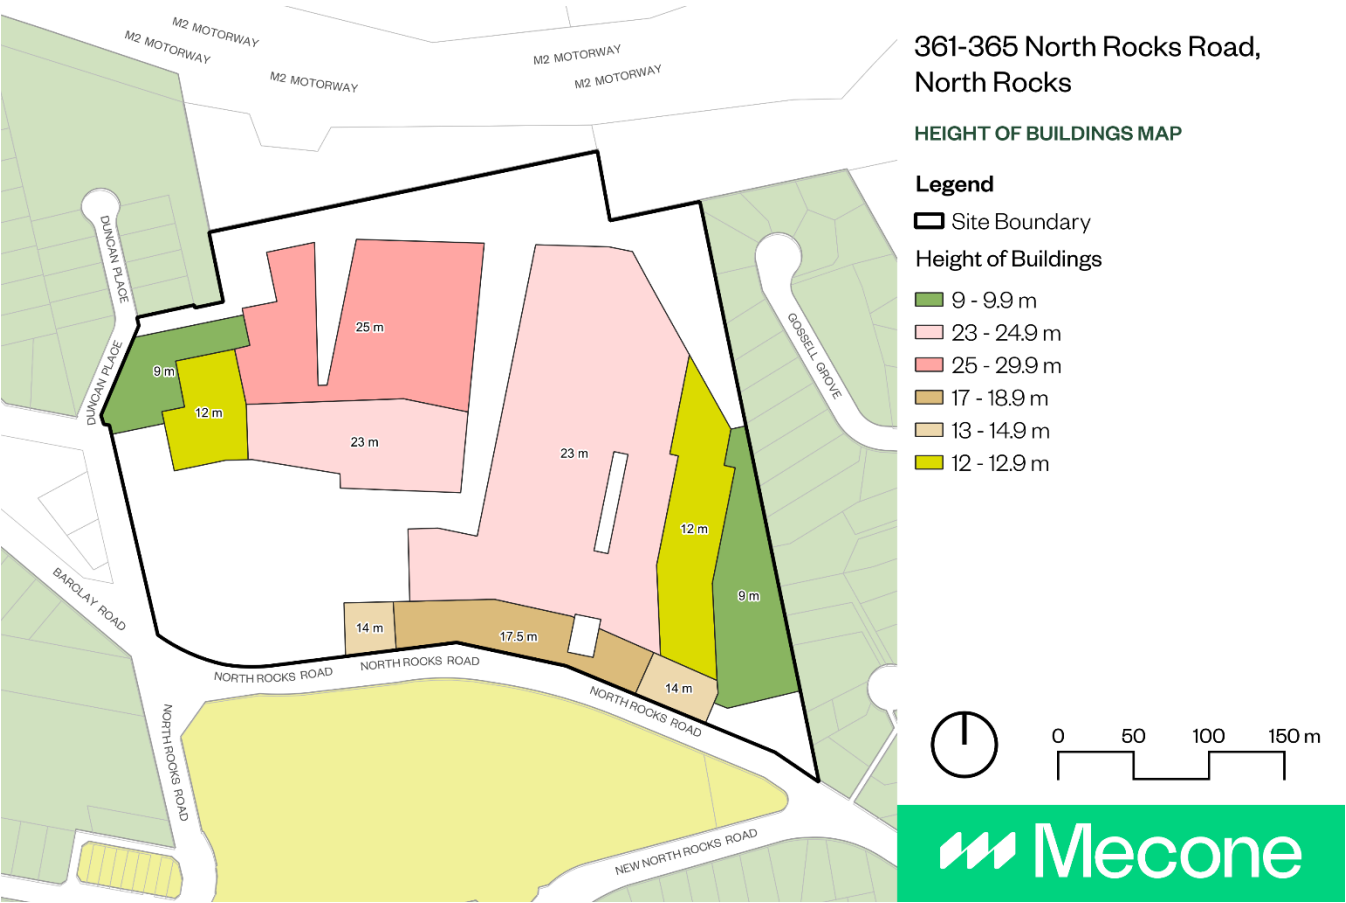 M2 MOTORWAY
M2 MOTORWAY
M2 MOTORWAY
M2 MOTORWAY
M2 MOTORWAY
DUNCAN PLACE
DUNCAN PLACE
GOSSELL GROVE
25 m
9 m
12 m
23 m
23 m
12 m
9 m
14 m
17.5 m
14 m
BARCLAY ROAD
NORTH ROCKS ROAD
NORTH ROCKS ROAD
NORTH ROCKS ROAD
NORTH ROCKS ROAD
NEW NORTH ROCKS ROAD
361-365 North Rocks Road,
North Rocks
HEIGHT OF BUILDINGS MAP
Legend
Site Boundary
Height of Buildings
9 - 9.9 m
23 - 24.9 m
25 - 29.9 m
17 - 18.9 m
13 - 14.9 m
12 - 12.9 m
0 50 100 150 m
Mecone